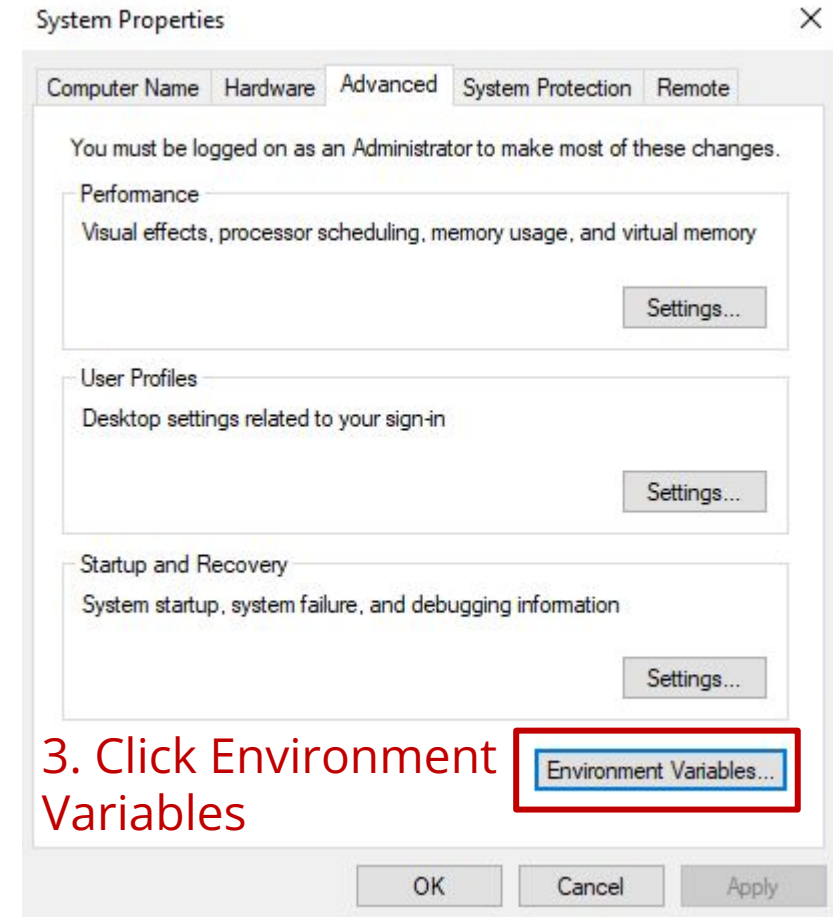 System Properties
Computer Name Hardware Advanced System Protection Remote
You must be logged on as an Administrator to make most of these changes.
Performance
Visual effects, processor scheduling, memory usage, and virtual memory
Settings...
User Profiles
Desktop settings related to your sign-in
Settings...
Startup and Recovery
System startup, system failure, and debugging information
Settings...
3. Click Environment
Variables
Environment Variables...
OK Cancel Apply